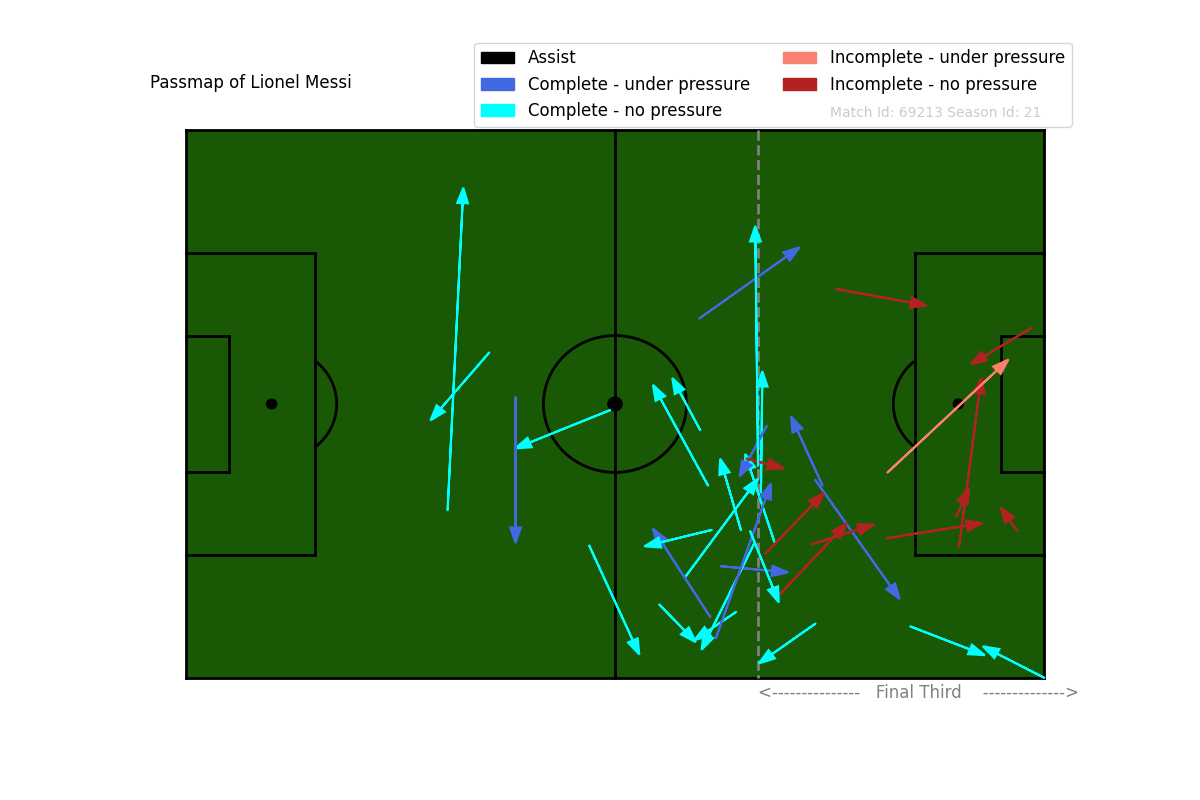 Passmap of Lionel Messi
Assist
Complete - under pressure
Complete - no pressure
Incomplete - under pressure
Incomplete - no pressure
Match Id: 69213 Season Id: 21
<--------------- Final Third -------------->